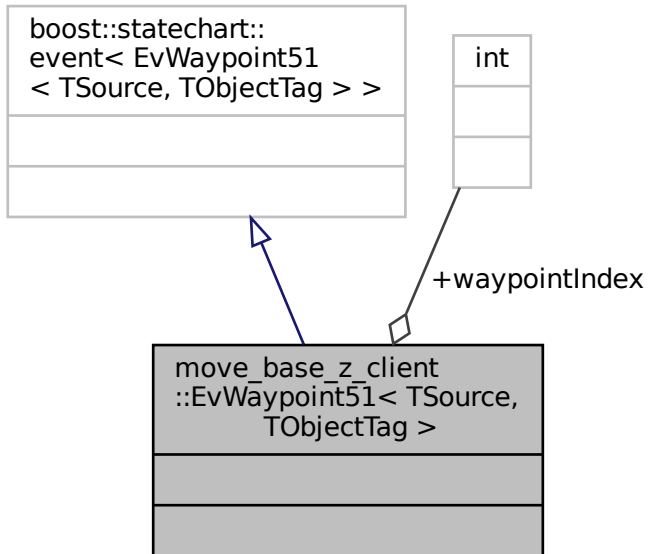 boost::statechart::
event< EvWaypoint51
< TSource, TObjectTag > >
int
+waypointIndex
move_base_z_client
::EvWaypoint51< TSource,
TObjectTag >